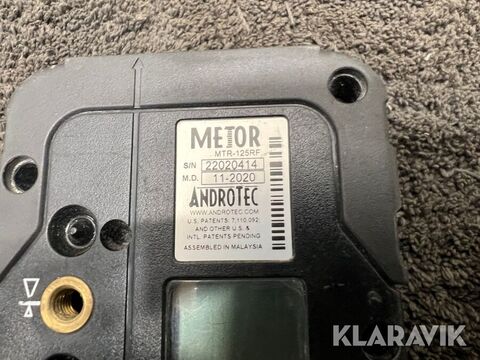 METOR
MTR-125RF
S/N 22020414
M.D. 11-2020
ANDROTEC
WWW.ANDROTEC.COM
U.S. PATENTS: 7,110,092;
AND OTHER U.S. &
INTL. PATENTS PENDING
ASSEMBLED IN MALAYSIA
KLARAVIK